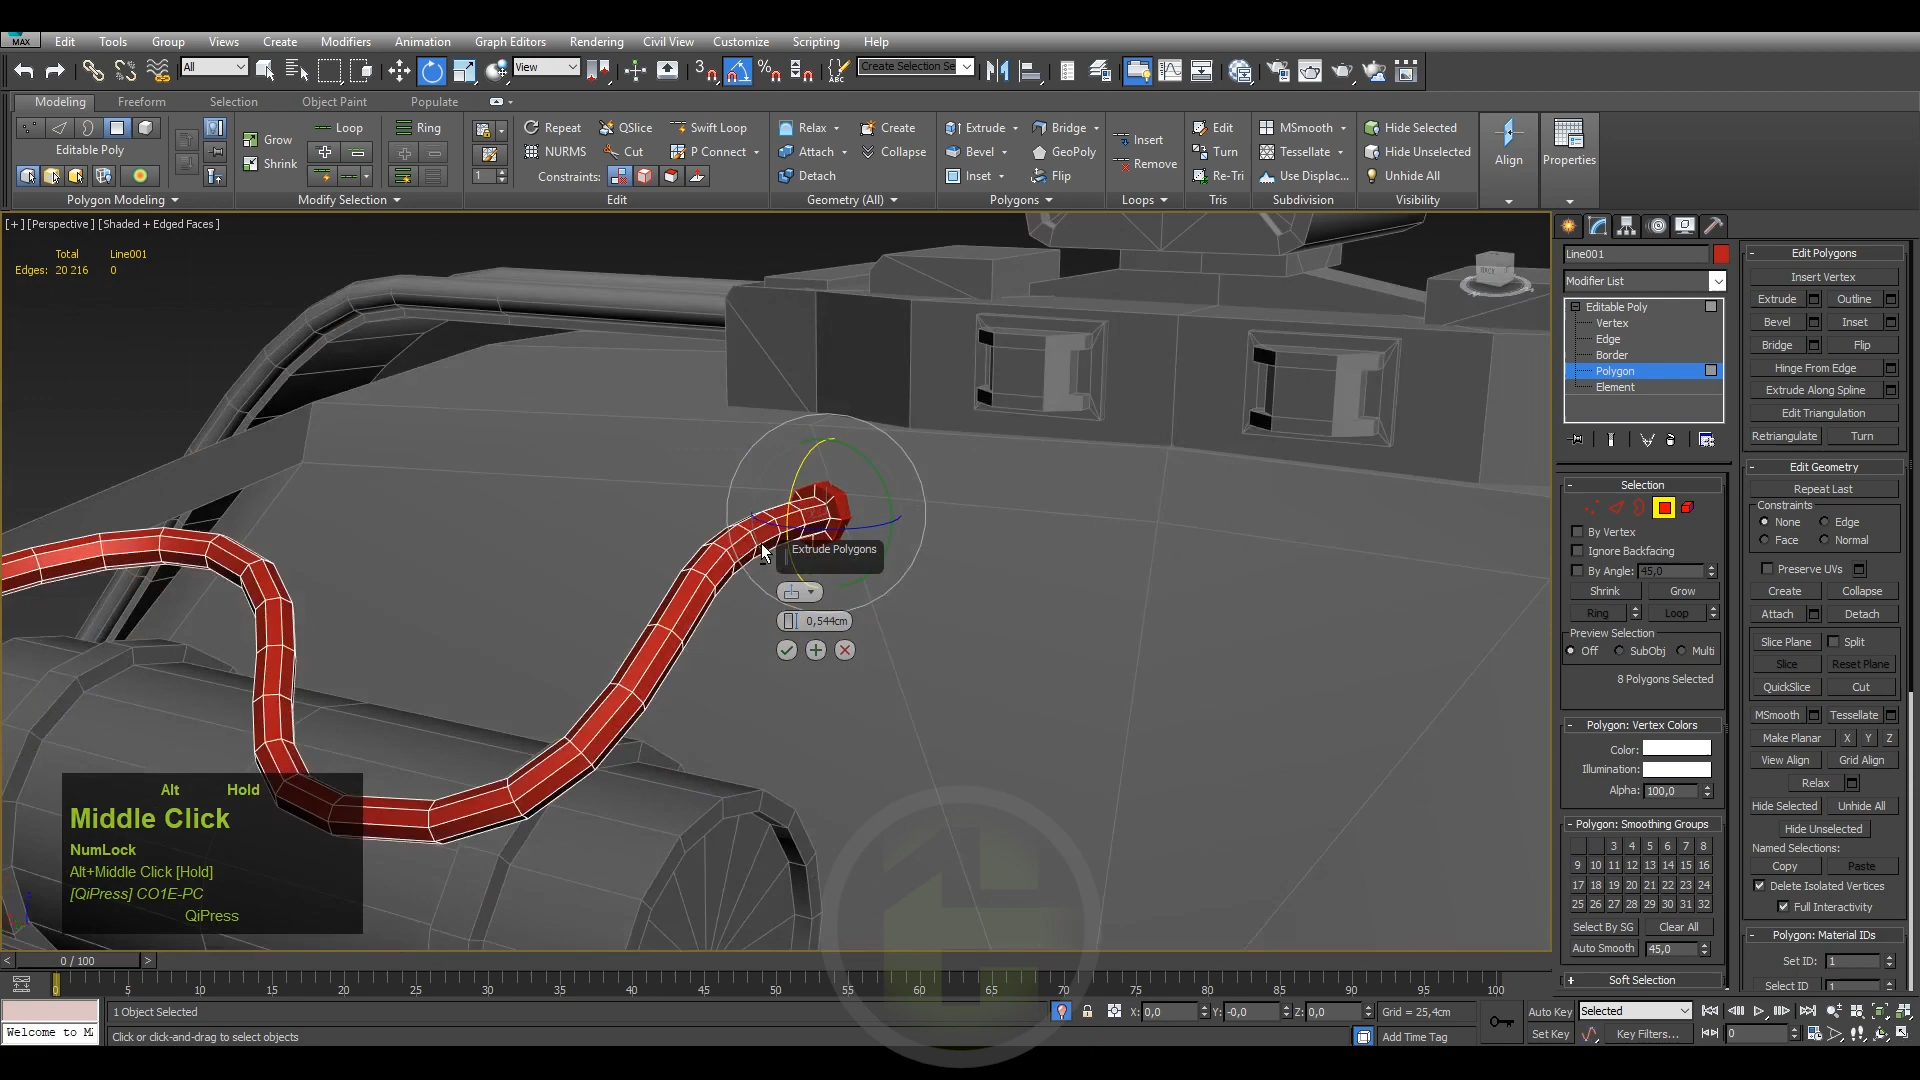 MAX
Edit Tools Group Views Create Modifiers Animation Graph Editors Rendering Civil View Customize Scripting Help
All View 3 Create Selection Se
Modeling Freeform Selection Object Paint Populate
Editable Poly
Grow
Shrink
Loop
Ring
1
Repeat QSlice Swift Loop
NURMS Cut P Connect
Constraints:
Relax Create
Attach Collapse
Detach
Extrude Bridge
Bevel GeoPoly
Inset Flip
Insert
Remove
Edit
Turn
Re-Tri
MSmooth
Tessellate
Use Displac...
Hide Selected
Hide Unselected
Unhide All
Align
Properties
Polygon Modeling Modify Selection Edit Geometry (All) Polygons Loops Tris Subdivision Visibility
[+] [Perspective] [Shaded + Edged Faces]
Total Line001
Edges: 20 216 0
BACK
Extrude Polygons
0,544cm
Alt Hold
Middle Click
NumLock
Alt+Middle Click [Hold]
[QiPress] CO1E-PC
QiPress
Line001
Modifier List
Editable Poly
Vertex
Edge
Border
Polygon
Element
Selection
By Vertex
Ignore Backfacing
By Angle: 45,0
Shrink Grow
Ring Loop
Preview Selection
Off SubObj Multi
8 Polygons Selected
Polygon: Vertex Colors
Color:
Illumination:
Alpha: 100,0
Polygon: Smoothing Groups
3 4 5 6 7 8
9 10 11 12 13 14 15 16
17 18 19 20 21 22 23 24
25 26 27 28 29 30 31 32
Select By SG Clear All
Auto Smooth 45,0
Soft Selection
Edit Polygons
Insert Vertex
Extrude Outline
Bevel Inset
Bridge Flip
Hinge From Edge
Extrude Along Spline
Edit Triangulation
Retriangulate Turn
Edit Geometry
Repeat Last
Constraints
None Edge
Face Normal
Preserve UVs
Create Collapse
Attach Detach
Slice Plane Split
Slice Reset Plane
QuickSlice Cut
MSmooth Tessellate
Make Planar X Y Z
View Align Grid Align
Relax
Hide Selected Unhide All
Hide Unselected
Named Selections:
Copy Paste
Delete Isolated Vertices
Full Interactivity
Polygon: Material IDs
Set ID: 1
Select ID 1
< 0 / 100 >
0 5 10 15 20 25 30 35 40 45 50 55 60 65 70 75 80 85 90 95 100
1 Object Selected X: 0,0 Y: -0,0 Z: 0,0 Grid = 25,4cm Auto Key Selected
Welcome to M Click or click-and-drag to select objects Add Time Tag Set Key Key Filters... 0